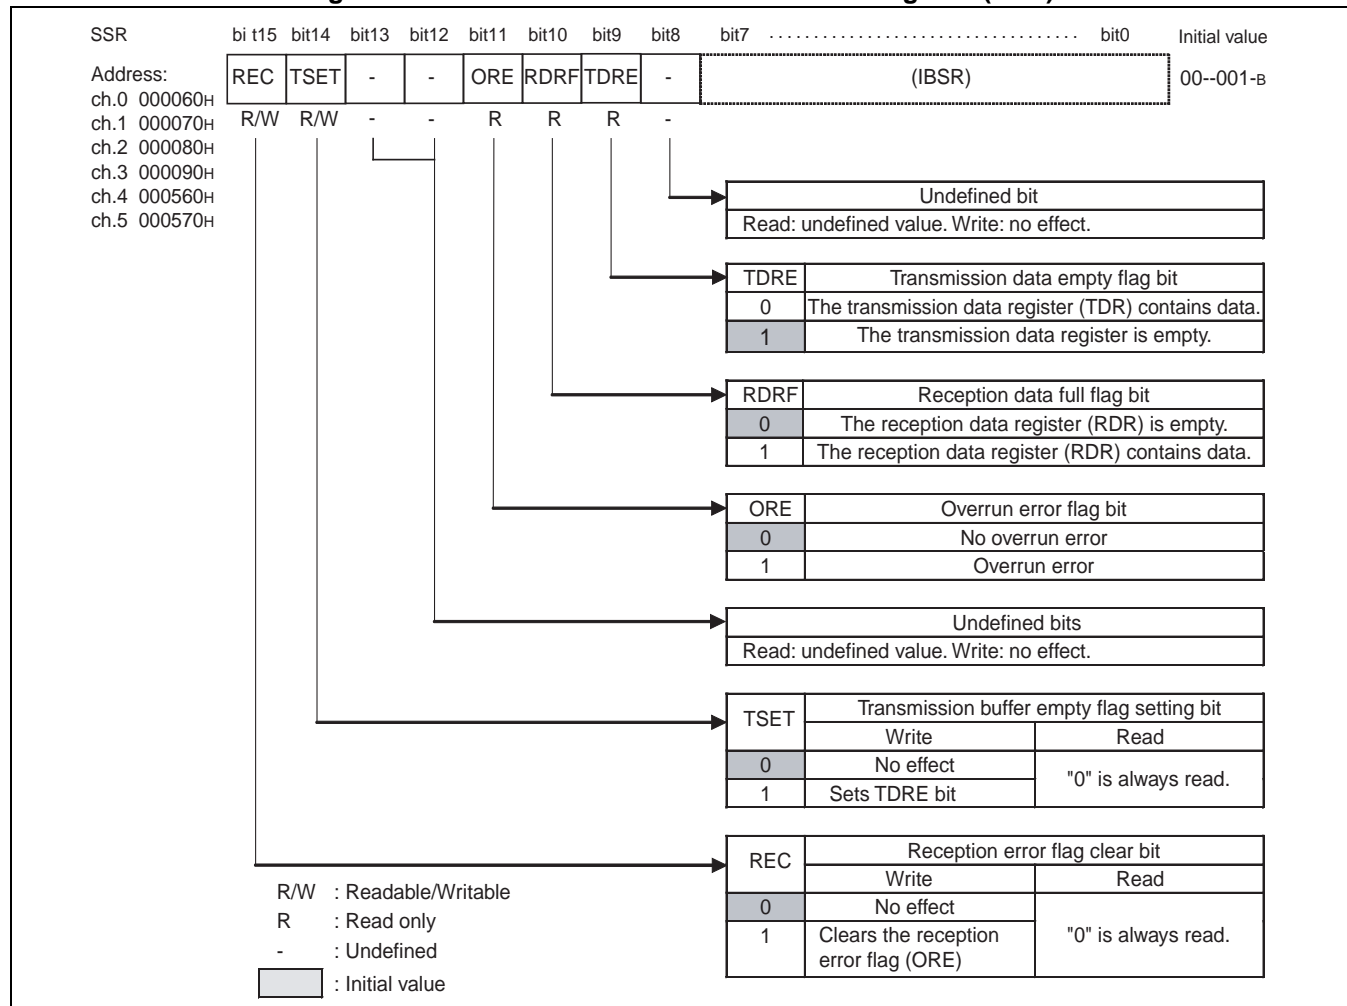 SSR bi t15 bit14 bit13 bit12 bit11 bit10 bit9 bit8 bit7 .................................. bit0 Initial value
Address: REC TSET - - ORE RDRF TDRE - (IBSR) 00--001-B
ch.0 000060H
ch.1 000070H R/W R/W - - R R R -
ch.2 000080H
ch.3 000090H
ch.4 000560H
ch.5 000570H
Undefined bit
Read: undefined value. Write: no effect.
TDRE Transmission data empty flag bit
0 The transmission data register (TDR) contains data.
1 The transmission data register is empty.
RDRF Reception data full flag bit
0 The reception data register (RDR) is empty.
1 The reception data register (RDR) contains data.
ORE Overrun error flag bit
0 No overrun error
1 Overrun error
Undefined bits
Read: undefined value. Write: no effect.
TSET Transmission buffer empty flag setting bit
Write Read
0 No effect "0" is always read.
1 Sets TDRE bit
REC Reception error flag clear bit
Write Read
0 No effect "0" is always read.
1 Clears the reception
error flag (ORE)
R/W : Readable/Writable
R : Read only
- : Undefined
: Initial value